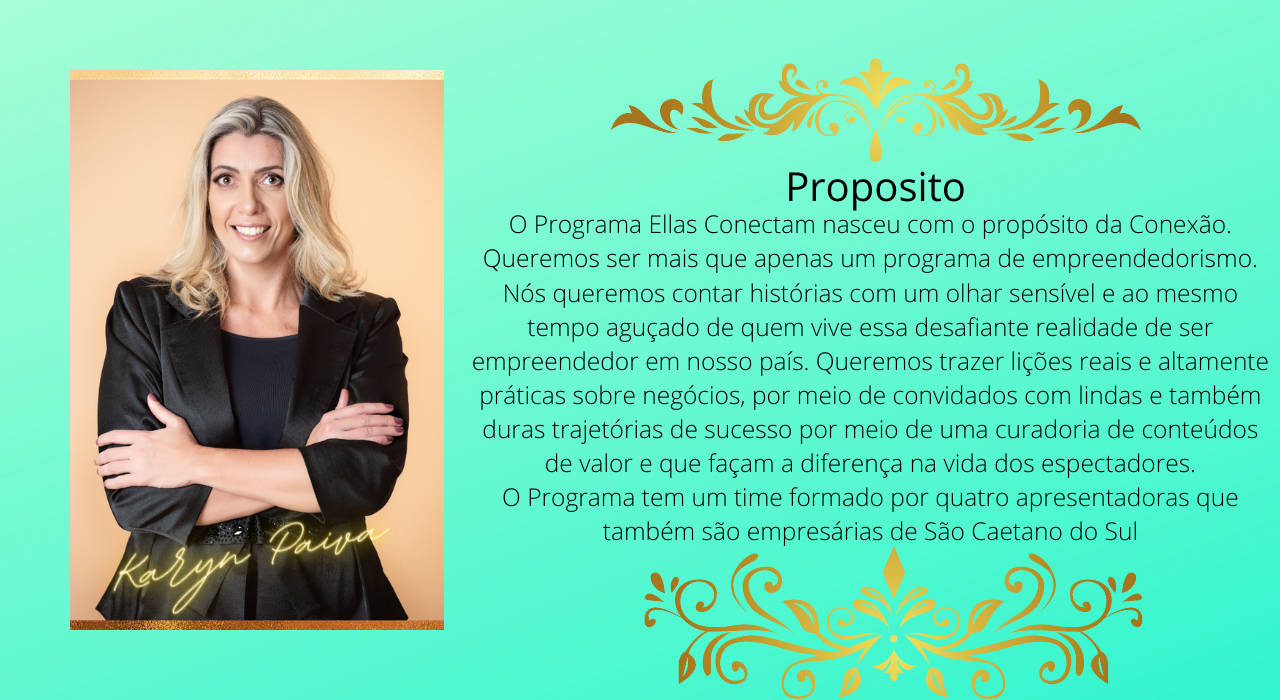 Karyn Paiva
Proposito
O Programa Ellas Conectam nasceu com o propósito da Conexão.
Queremos ser mais que apenas um programa de empreendedorismo.
Nós queremos contar histórias com um olhar sensível e ao mesmo
tempo aguçado de quem vive essa desafiante realidade de ser
empreendedor em nosso país. Queremos trazer lições reais e altamente
práticas sobre negócios, por meio de convidados com lindas e também
duras trajetórias de sucesso por meio de uma curadoria de conteúdos
de valor e que façam a diferença na vida dos espectadores.
O Programa tem um time formado por quatro apresentadoras que
também são empresárias de São Caetano do Sul